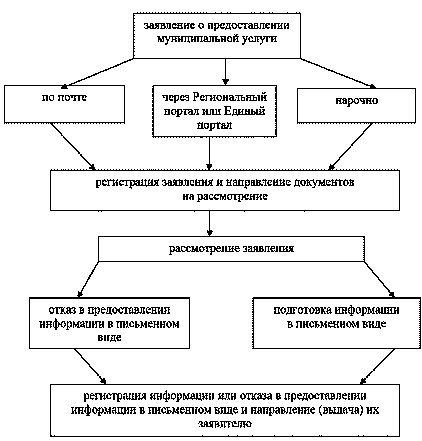 заявление о предоставлении
муниципальной услуги
по почте
через Региональный
портал или Единый
портал
нарочно
регистрация заявления и направление документов
на рассмотрение
рассмотрение заявления
отказ в предоставления
информации в письменном
виде
подготовка информации
в письменном виде
регистрация информации или отказа в предоставлении
информации в письменном виде и направление (выдача) их
заявителю